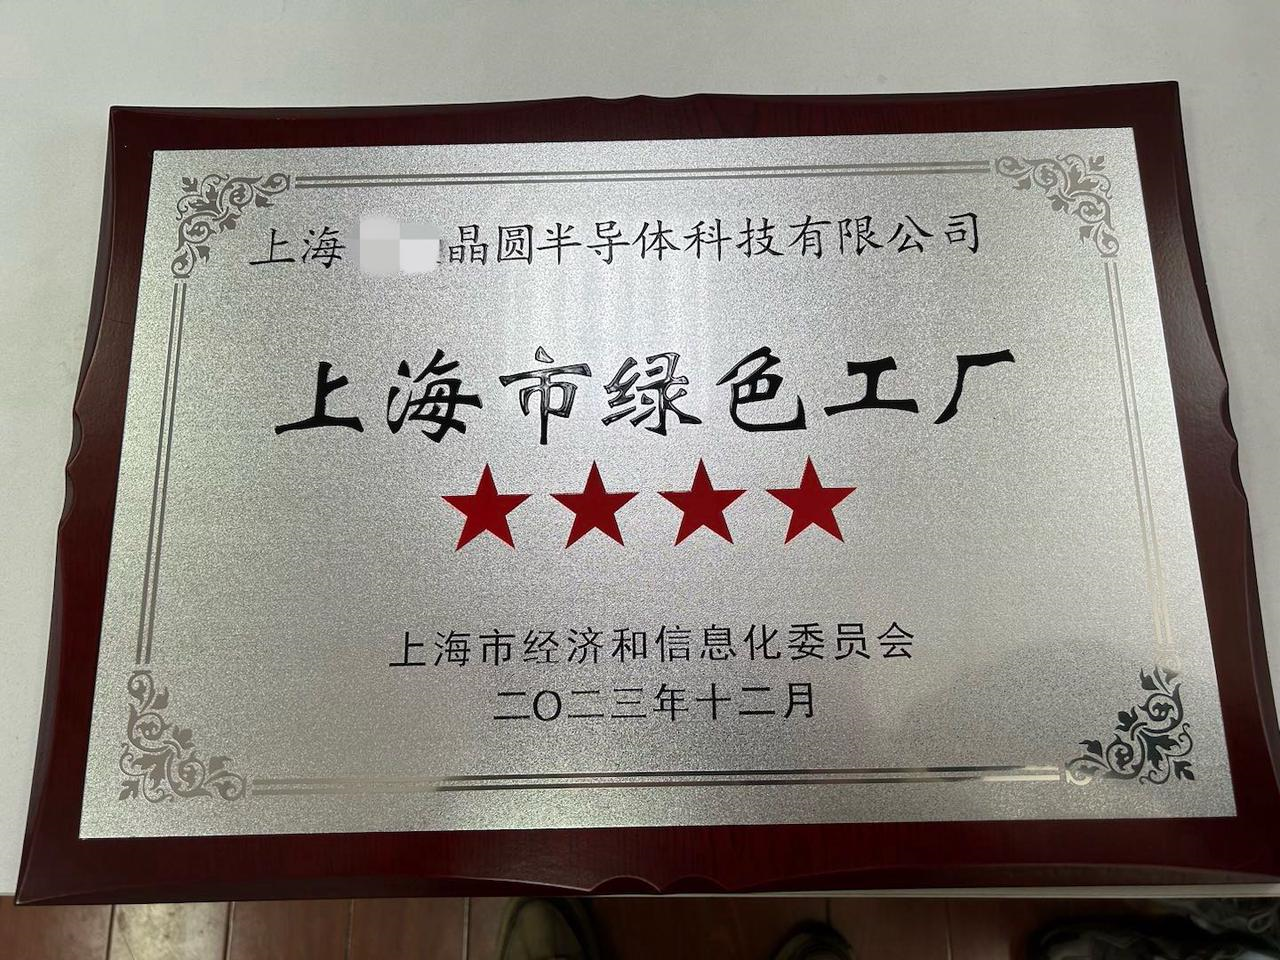 上海 晶圆半导体科技有限公司
上海市绿色工厂
★★★★
上海市经济和信息化委员会
二〇二三年十二月